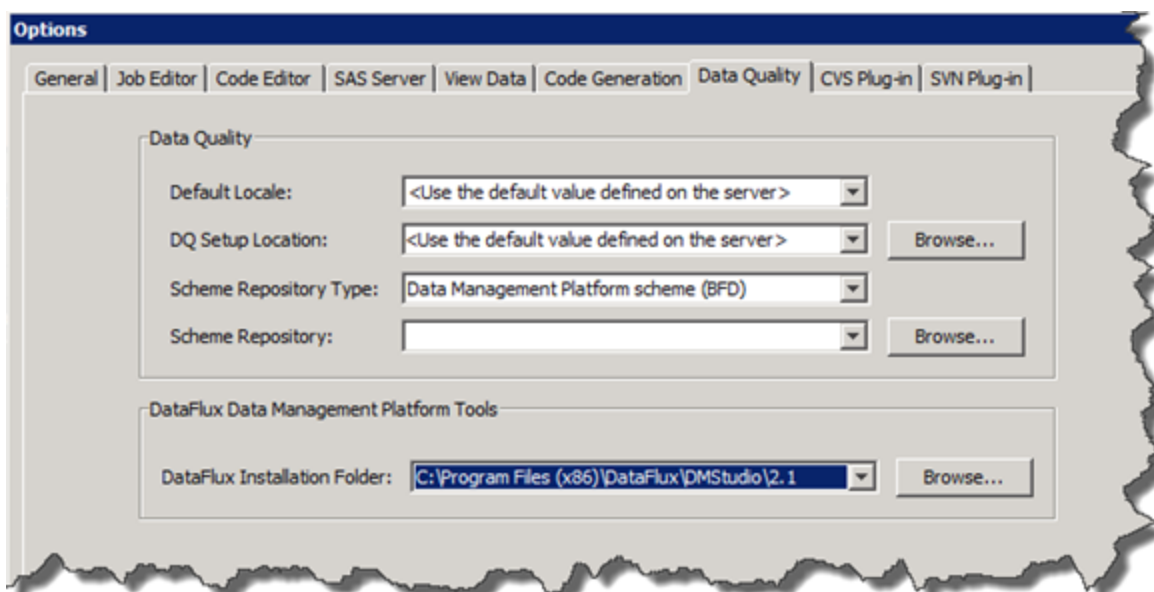 Options
General Job Editor Code Editor SAS Server View Data Code Generation Data Quality CVS Plug-in SVN Plug-in
Data Quality
Default Locale: <Use the default value defined on the server>
DQ Setup Location: <Use the default value defined on the server> Browse...
Scheme Repository Type: Data Management Platform scheme (BFD)
Scheme Repository: Browse...
DataFlux Data Management Platform Tools
DataFlux Installation Folder: C:\Program Files (x86)\DataFlux\DMStudio\2.1 Browse...